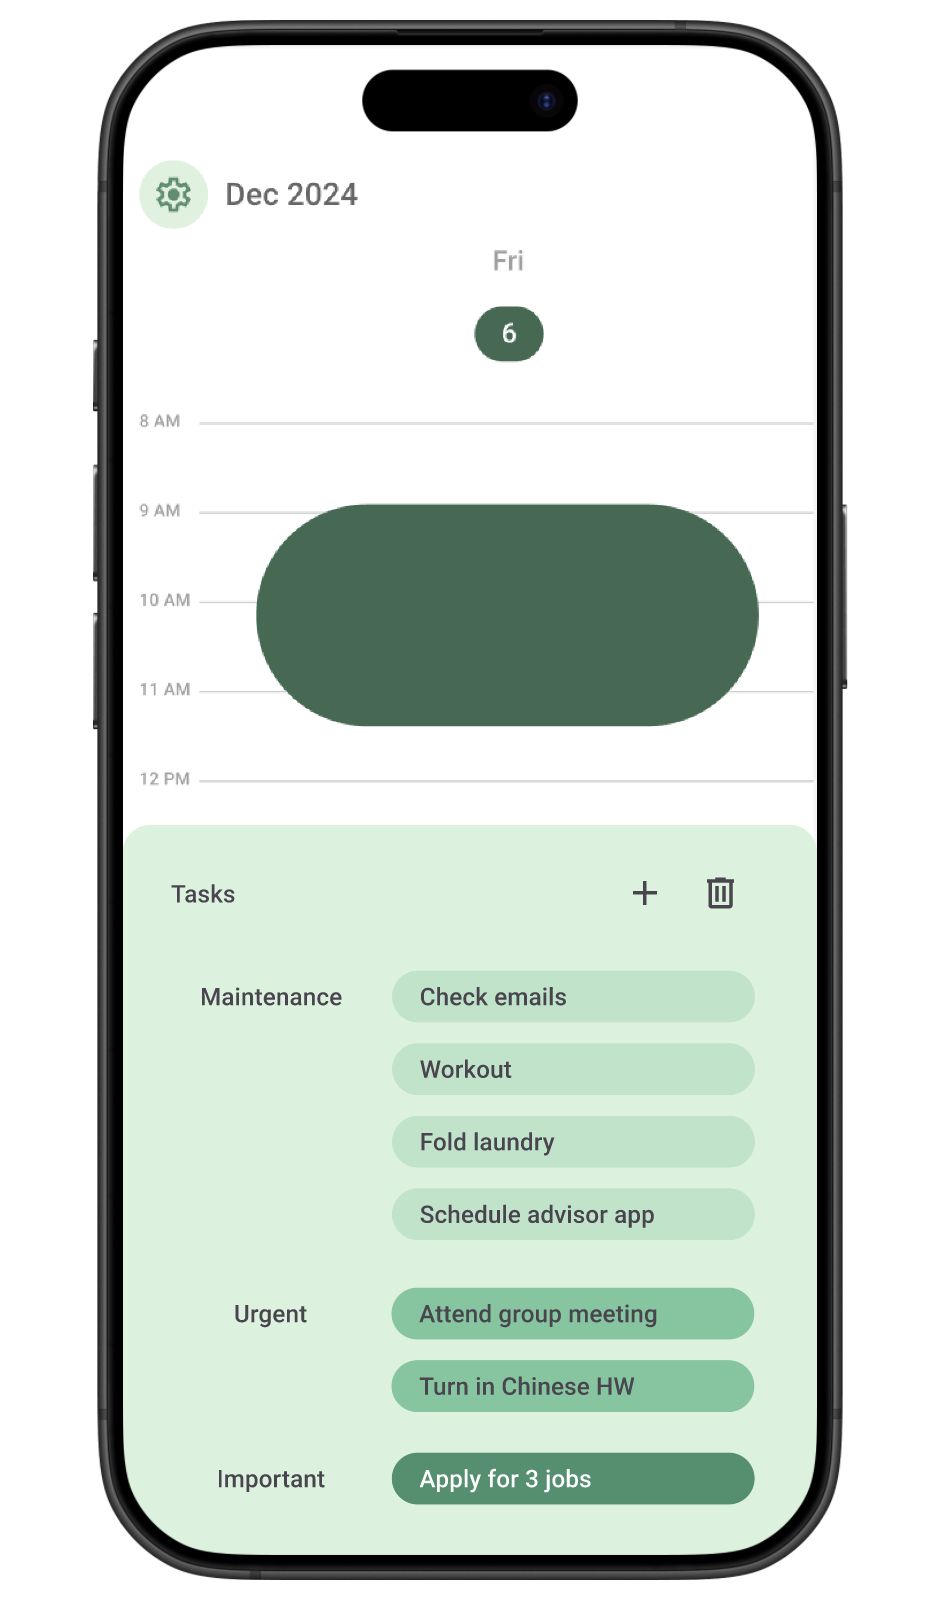 Dec 2024
Fri
6
8 AM
9 AM
10 AM
11 AM
12 PM
Tasks
Maintenance
Check emails
Workout
Fold laundry
Schedule advisor app
Urgent
Attend group meeting
Turn in Chinese HW
Important
Apply for 3 jobs